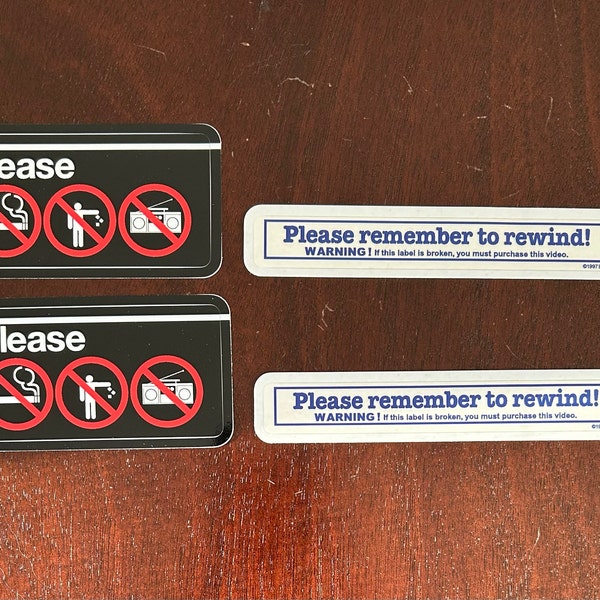 lease
Please remember to rewind!
WARNING! If this label is broken, you must purchase this video.
©1997
lease
Please remember to rewind!
WARNING! If this label is broken, you must purchase this video.